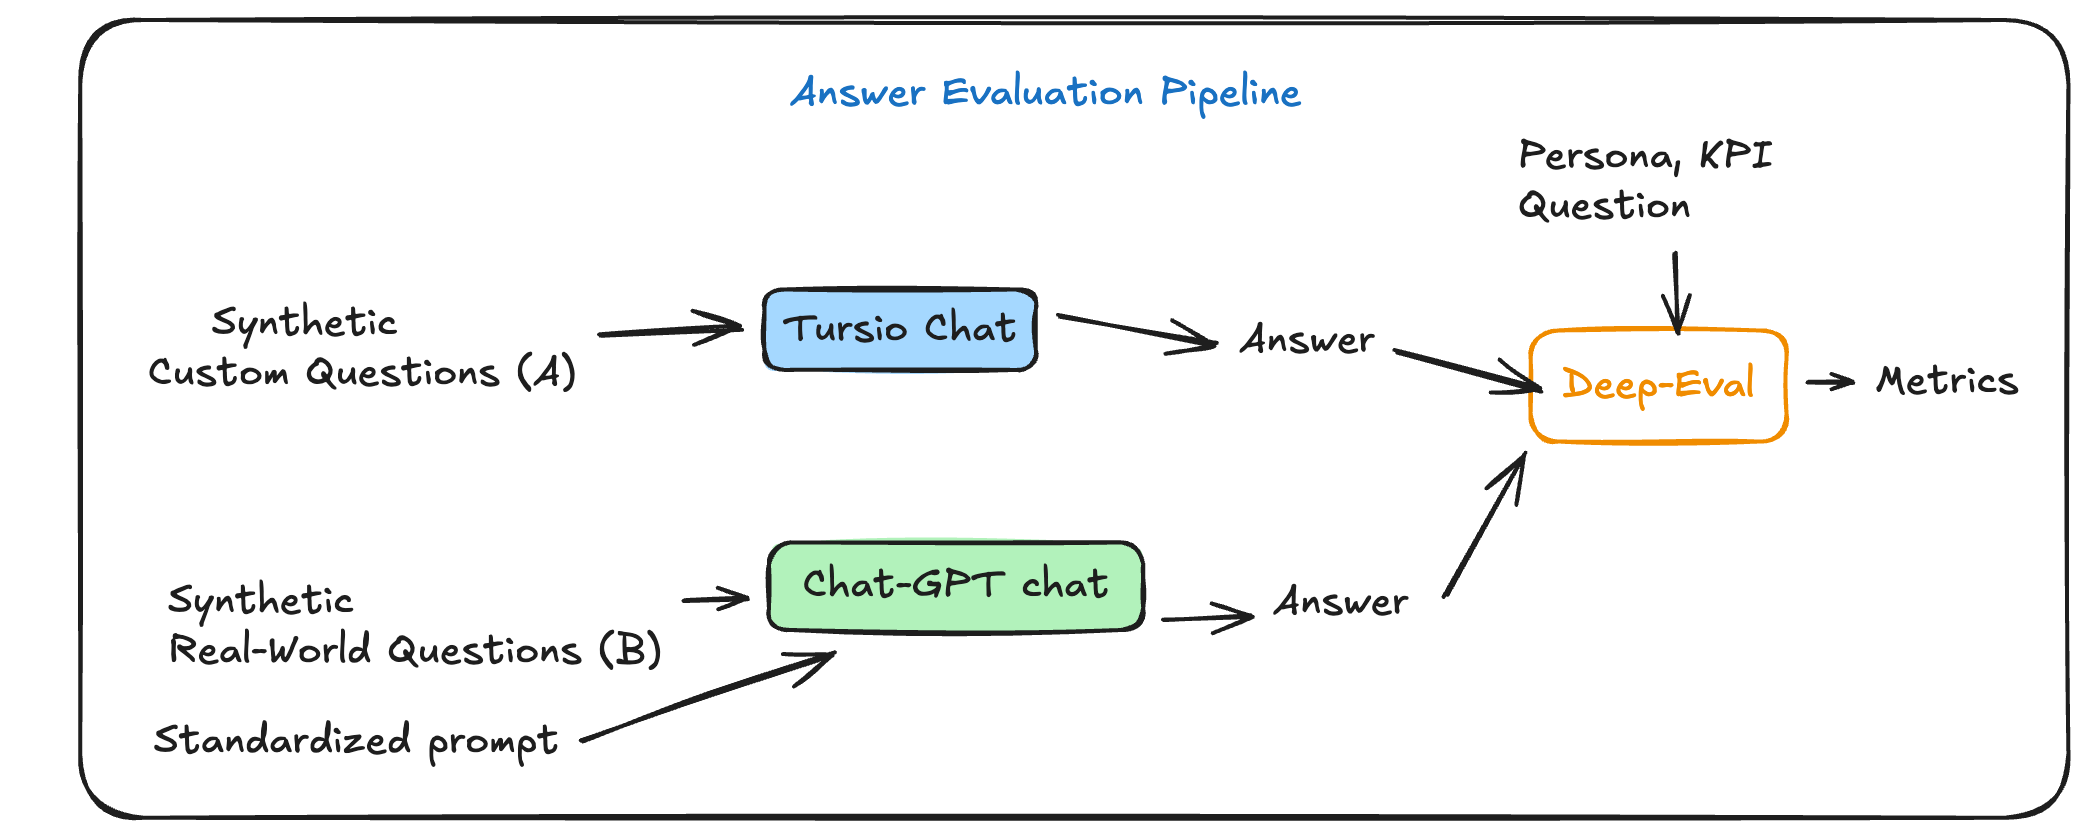 Answer Evaluation Pipeline
Persona, KPI
Question
Synthetic
Custom Questions (A)
Tursio Chat
Answer
Deep-Eval
Metrics
Synthetic
Real-World Questions (B)
Chat-GPT chat
Answer
Standardized prompt